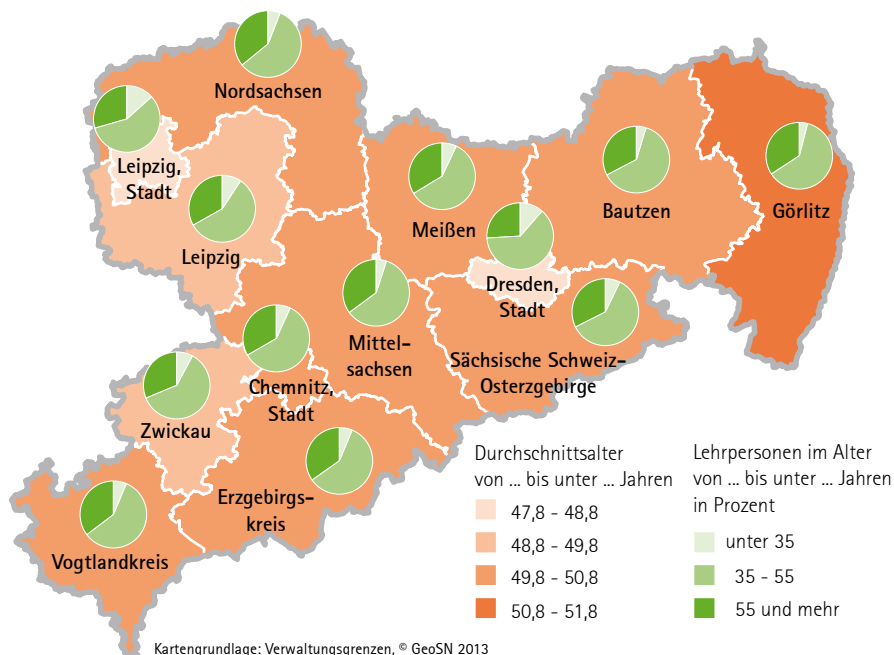 Nordsachsen
Leipzig,
Stadt
Leipzig
Meißen
Bautzen
Görlitz
Dresden,
Stadt
Mittel-
sachsen
Sächsische Schweiz-
Osterzgebirge
Chemnitz,
Stadt
Zwickau
Erzgebirgs-
kreis
Vogtlandkreis
Durchschnittsalter
von ... bis unter ... Jahren
47,8 - 48,8
48,8 - 49,8
49,8 - 50,8
50,8 - 51,8
Lehrpersonen im Alter
von ... bis unter ... Jahren
in Prozent
unter 35
35 - 55
55 und mehr
Kartengrundlage: Verwaltungsgrenzen, © GeoSN 2013